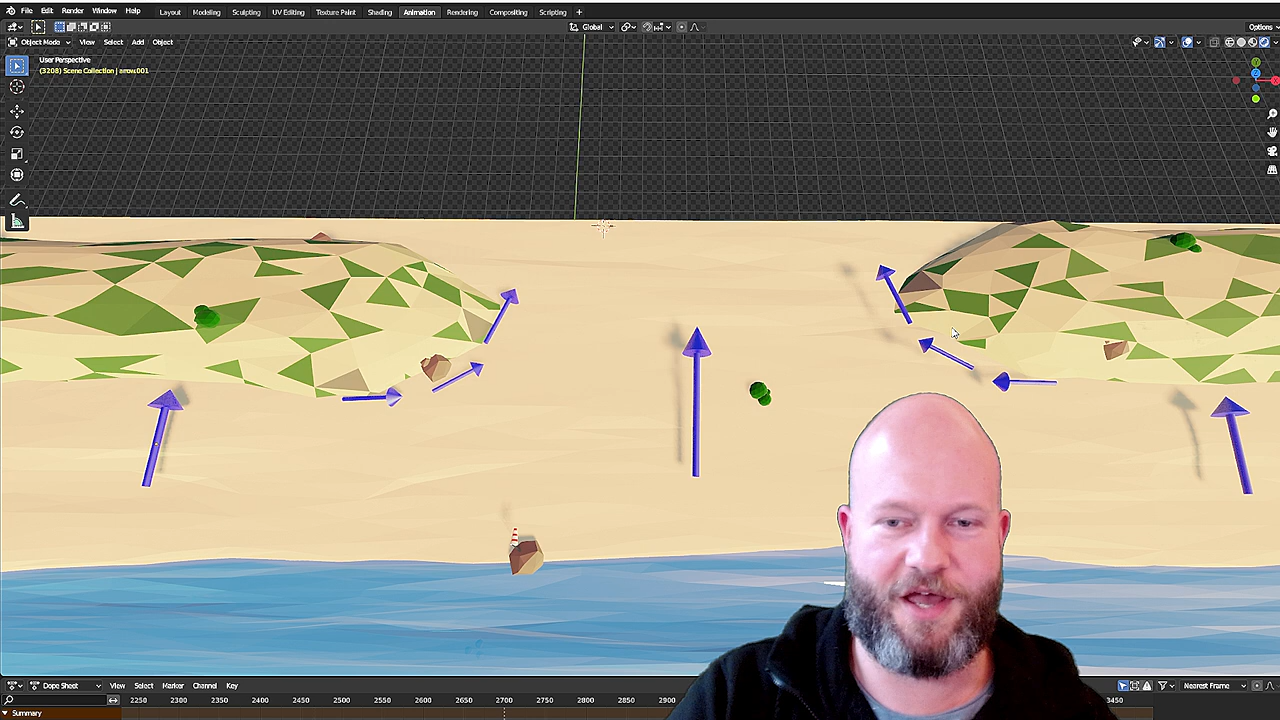 File Edit Render Window Help Layout Modeling Sculpting UV Editing Texture Paint Shading Animation Rendering Compositing Scripting +
Global Options
Object Mode View Select Add Object
User Perspective
(3208) Scene Collection | arrow.001
Y
Z
X
Dope Sheet View Select Marker Channel Key Nearest Frame
2250 2300 2350 2400 2450 2500 2550 2600 2650 2700 2750 2800 2850 2900 3450
Summary